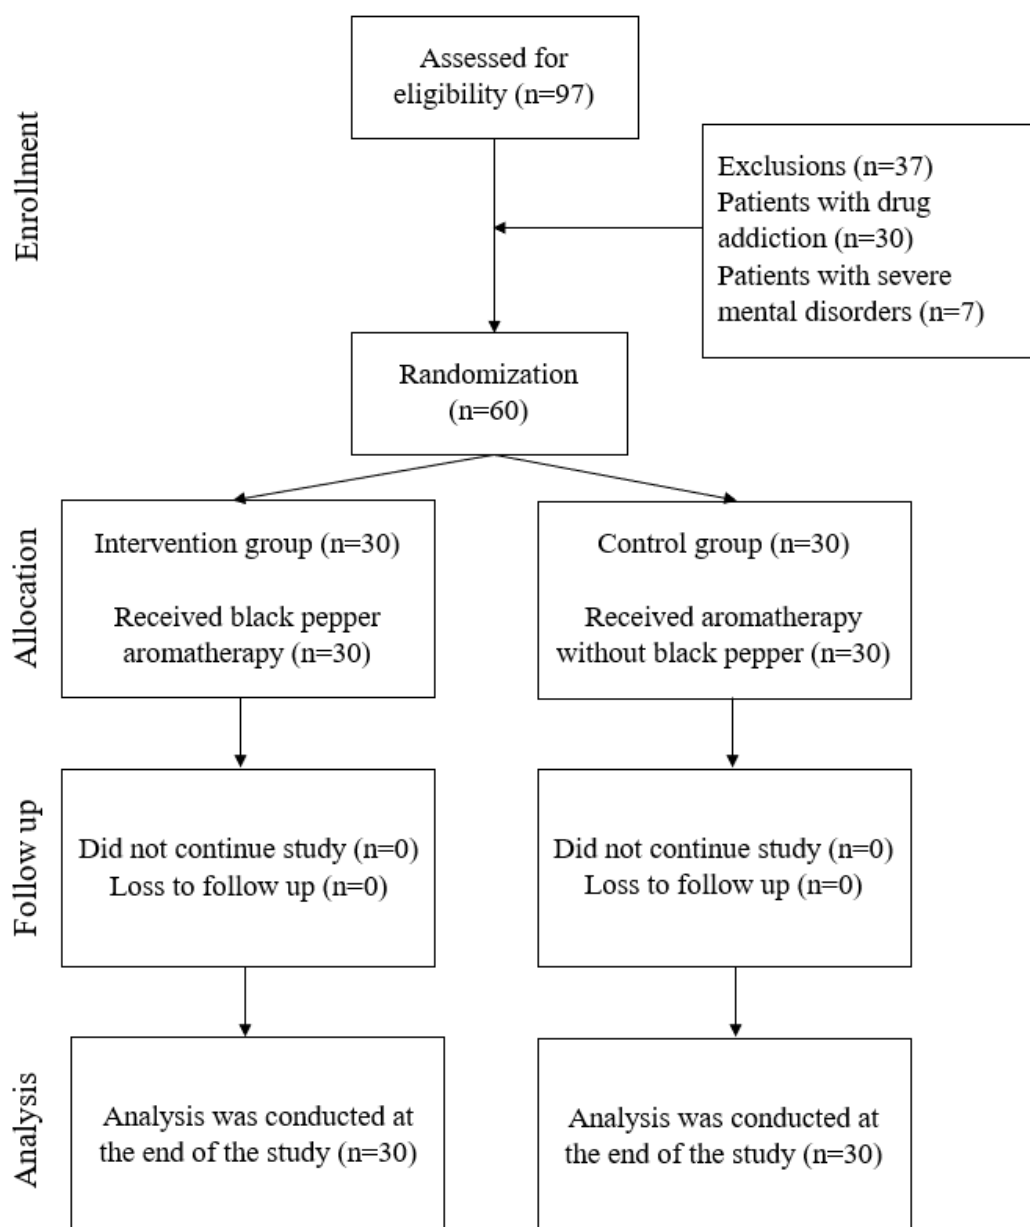 Enrollment
Assessed for
eligibility (n=97)
Exclusions (n=37)
Patients with drug
addiction (n=30)
Patients with severe
mental disorders (n=7)
Randomization
(n=60)
Allocation
Intervention group (n=30)
Received black pepper
aromatherapy (n=30)
Control group (n=30)
Received aromatherapy
without black pepper (n=30)
Follow up
Did not continue study (n=0)
Loss to follow up (n=0)
Did not continue study (n=0)
Loss to follow up (n=0)
Analysis
Analysis was conducted at
the end of the study (n=30)
Analysis was conducted at
the end of the study (n=30)